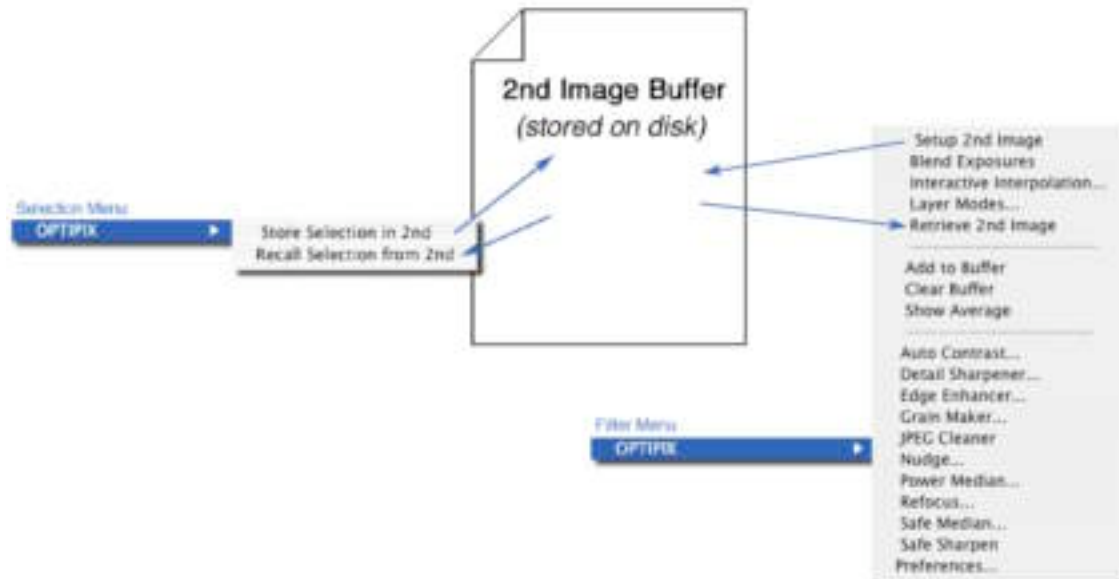 2nd Image Buffer
(stored on disk)
Selection Menu
OPTIPIX
Store Selection in 2nd
Recall Selection from 2nd
Setup 2nd Image
Blend Exposures
Interactive Interpolation...
Layer Modes...
Retrieve 2nd Image
Add to Buffer
Clear Buffer
Show Average
Auto Contrast...
Detail Sharpener...
Edge Enhancer...
Grain Maker...
JPEG Cleaner
Nudge...
Power Median...
Refocus...
Safe Median...
Safe Sharpen
Preferences...
Filter Menu
OPTIPIX